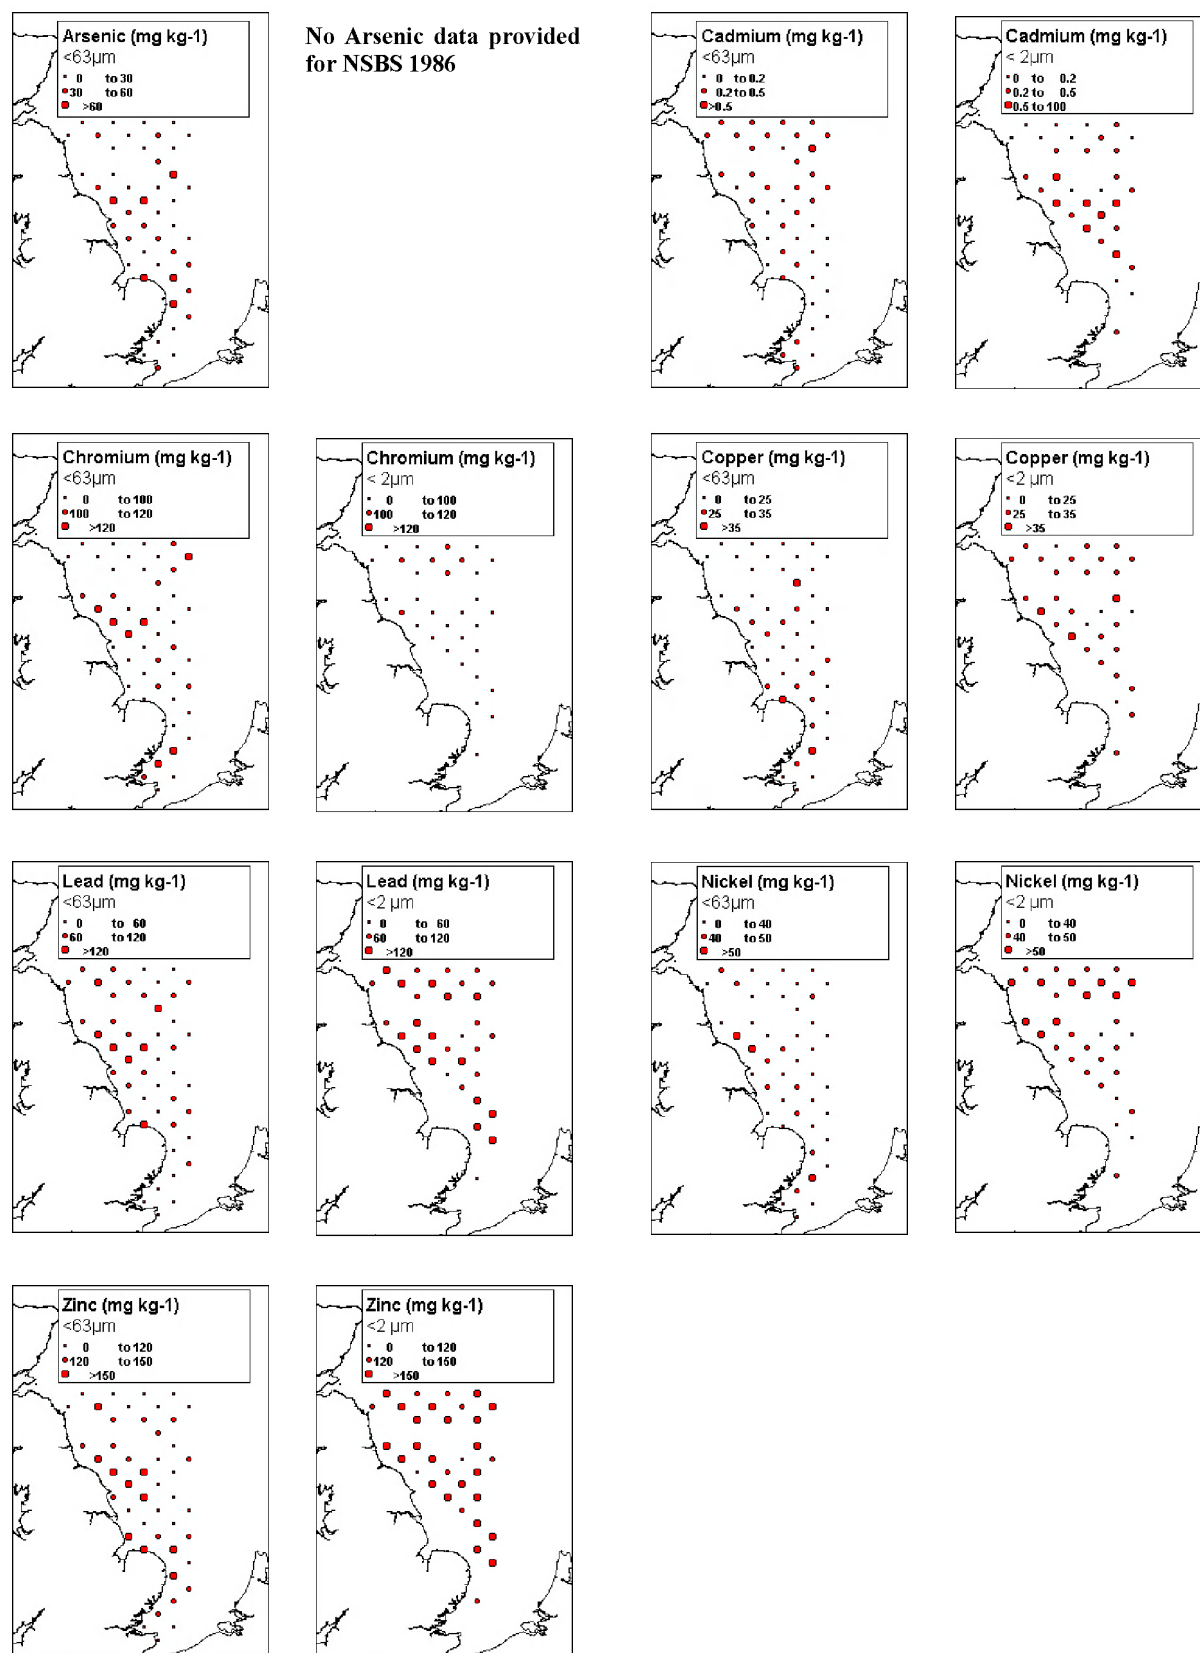 Arsenic (mg kg-1)
<63µm
0 to 30
30 to 60
>60
No Arsenic data provided
for NSBS 1986
Cadmium (mg kg-1)
<63µm
0 to 0.2
0.2 to 0.5
>0.5
Cadmium (mg kg-1)
< 2µm
0 to 0.2
0.2 to 0.5
0.5 to 100
Chromium (mg kg-1)
<63µm
0 to 100
100 to 120
>120
Chromium (mg kg-1)
< 2µm
0 to 100
100 to 120
>120
Copper (mg kg-1)
<63µm
0 to 25
25 to 35
>35
Copper (mg kg-1)
<2 µm
0 to 25
25 to 35
>35
Lead (mg kg-1)
<63µm
0 to 60
60 to 120
>120
Lead (mg kg-1)
<2 µm
0 to 60
60 to 120
>120
Nickel (mg kg-1)
<63µm
0 to 40
40 to 50
>50
Nickel (mg kg-1)
<2 µm
0 to 40
40 to 50
>50
Zinc (mg kg-1)
<63µm
0 to 120
120 to 150
>150
Zinc (mg kg-1)
<2 µm
0 to 120
120 to 150
>150